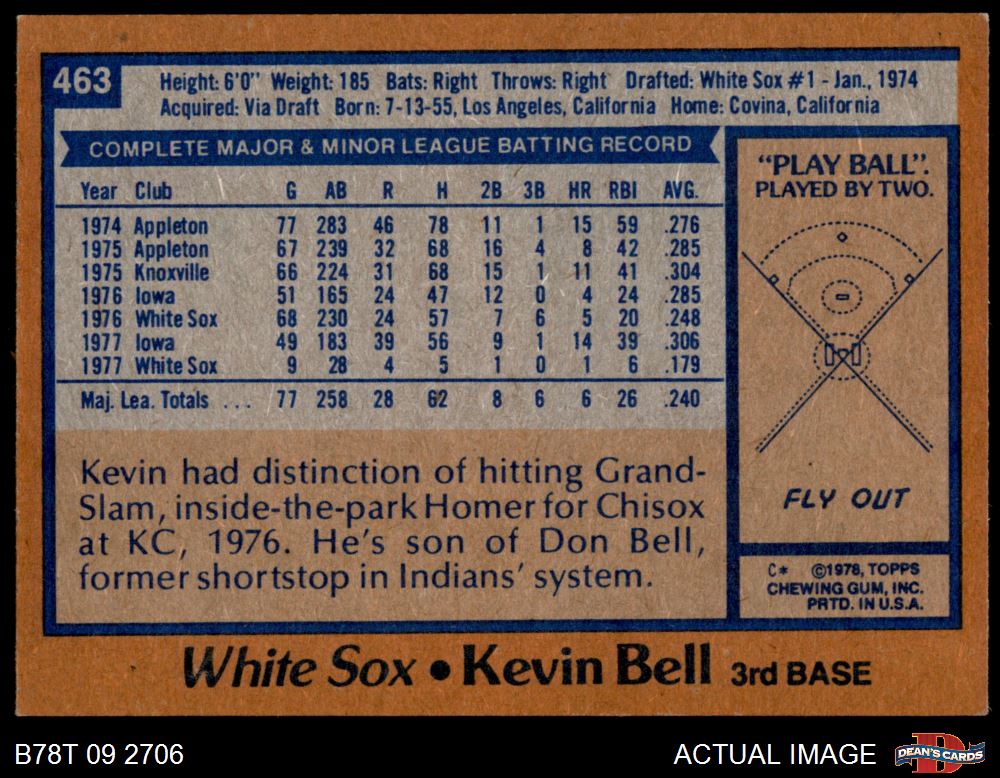 463
Height: 6'0" Weight: 185 Bats: Right Throws: Right Drafted: White Sox #1 - Jan., 1974
Acquired: Via Draft Born: 7-13-55, Los Angeles, California Home: Covina, California
COMPLETE MAJOR & MINOR LEAGUE BATTING RECORD
Year Club G AB R H 2B 3B HR RBI AVG.
1974 Appleton 77 283 46 78 11 1 15 59 .276
1975 Appleton 67 239 32 68 16 4 8 42 .285
1975 Knoxville 66 224 31 68 15 1 11 41 .304
1976 Iowa 51 165 24 47 12 0 4 24 .285
1976 White Sox 68 230 24 57 7 6 5 20 .248
1977 Iowa 49 183 39 56 9 1 14 39 .306
1977 White Sox 9 28 4 5 1 0 1 6 .179
Maj. Lea. Totals ... 77 258 28 62 8 6 6 26 .240
Kevin had distinction of hitting Grand-
Slam, inside-the-park Homer for Chisox
at KC, 1976. He's son of Don Bell,
former shortstop in Indians' system.
"PLAY BALL".
PLAYED BY TWO.
FLY OUT
C* ©1978, TOPPS
CHEWING GUM, INC.
PRTD. IN U.S.A.
White Sox • Kevin Bell 3rd BASE
B78T 09 2706
ACTUAL IMAGE
DEAN'S CARDS